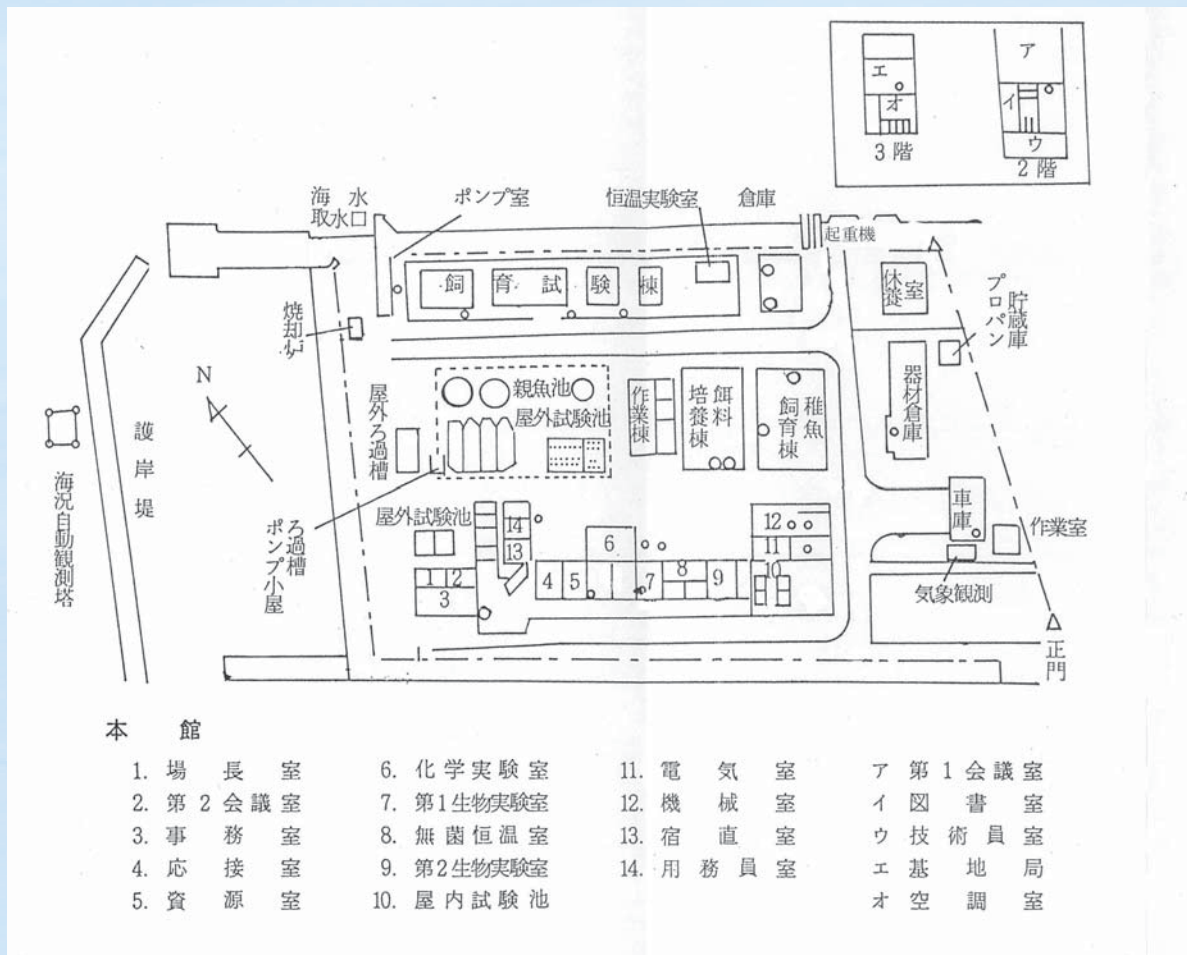 ア
エ
オ
イ
ウ
3階
2階
海水
取水口
ポンプ室
恒温実験室
倉庫
起重機
飼育試験棟
休養室
プロパン
貯蔵庫
焼却炉
N
親魚池
屋外試験池
屋外ろ過槽
作業棟
餌料
培養棟
稚魚
飼育棟
器材倉庫
護岸堤
海況自動観測塔
ろ過槽
ポンプ小屋
屋外試験池
車庫
作業室
気象観測
正門
14
13
12
11
10
6
1
2
3
4
5
7
8
9
本館
1. 場長室
2. 第2会議室
3. 事務室
4. 応接室
5. 資源室
6. 化学実験室
7. 第1生物実験室
8. 無菌恒温室
9. 第2生物実験室
10. 屋内試験池
11. 電気室
12. 機械室
13. 宿直室
14. 用務員室
ア 第1会議室
イ 図書室
ウ 技術員室
エ 基地局
オ 空調室